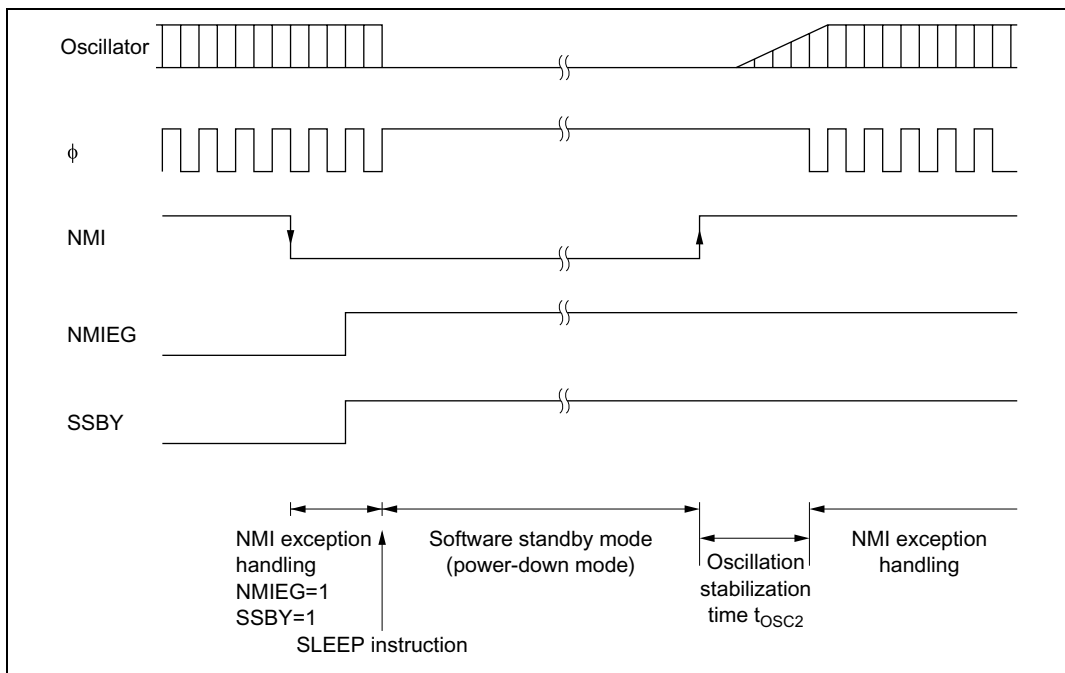 Oscillator
ϕ
NMI
NMIEG
SSBY
NMI exception
handling
NMIEG=1
SSBY=1
SLEEP instruction
Software standby mode
(power-down mode)
Oscillation
stabilization
time tOSC2
NMI exception
handling